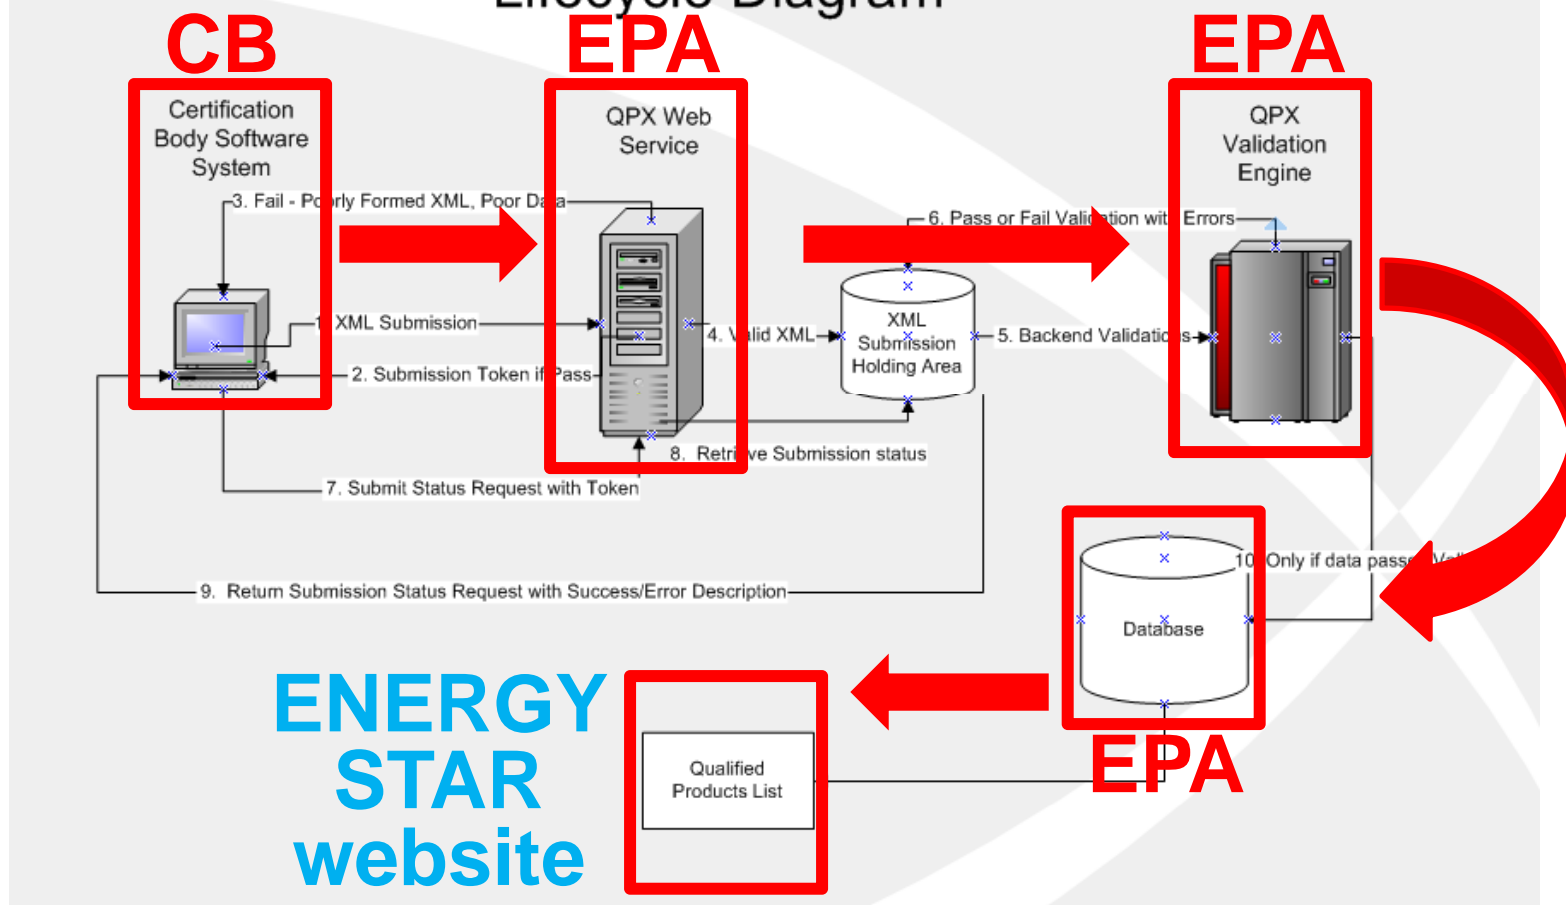 Lifecycle Diagram
CB
EPA
EPA
Certification
Body Software
System
QPX Web
Service
QPX
Validation
Engine
3. Fail - Poorly Formed XML, Poor Data
6. Pass or Fail Validation with Errors
1. XML Submission
4. Valid XML
XML
Submission
Holding Area
5. Backend Validations
2. Submission Token if Pass
8. Retrieve Submission status
7. Submit Status Request with Token
10. Only if data passes
9. Return Submission Status Request with Success/Error Description
Database
EPA
ENERGY
STAR
website
Qualified
Products List